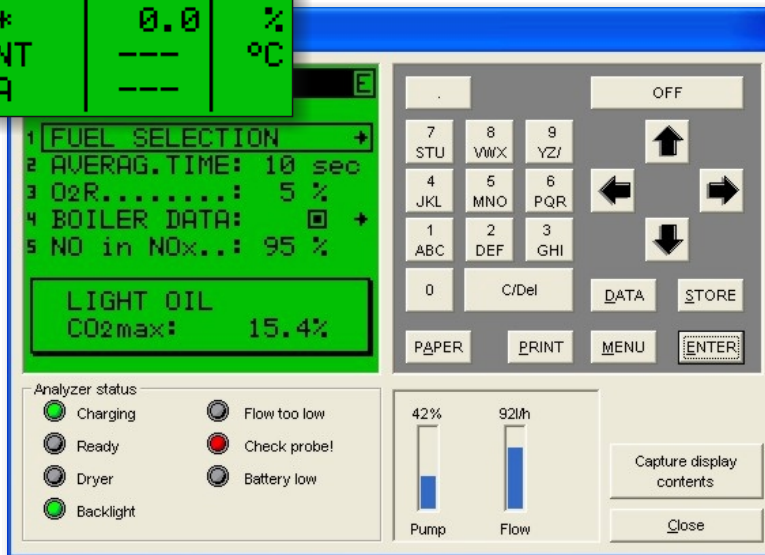 * 0.0 %
NT --- °C
A ---
E
1 FUEL SELECTION →
2 AVERAG.TIME: 10 sec
3 O2R........: 5 %
4 BOILER DATA: ▣ →
5 NO in NOx..: 95 %
LIGHT OIL
CO2max: 15.4%
. OFF
7 8 9
STU VWX YZ/
4 5 6
JKL MNO PQR
1 2 3
ABC DEF GHI
0 C/Del DATA STORE
PAPER PRINT MENU ENTER
Analyzer status
Charging Flow too low
Ready Check probe!
Dryer Battery low
Backlight
42% 92l/h
Pump Flow
Capture display
contents
Close